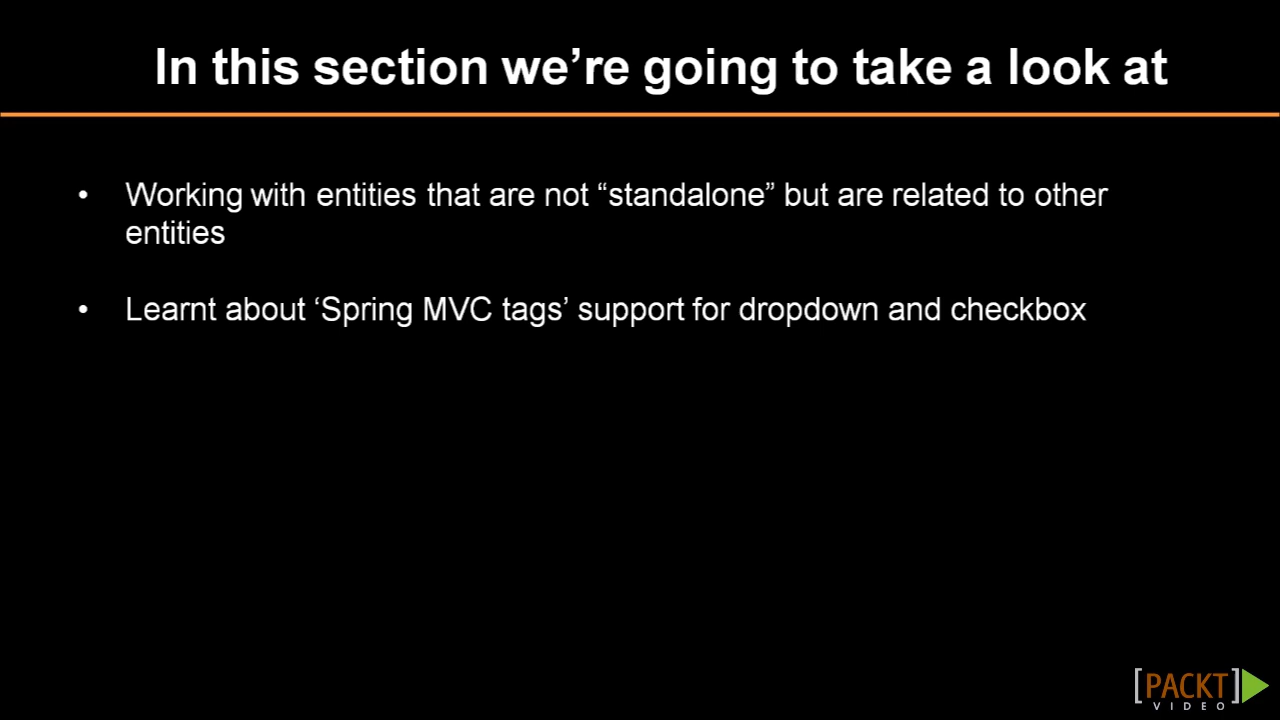 In this section we’re going to take a look at
• Working with entities that are not “standalone” but are related to other
entities
• Learnt about ‘Spring MVC tags’ support for dropdown and checkbox
[PACKT]
VIDEO